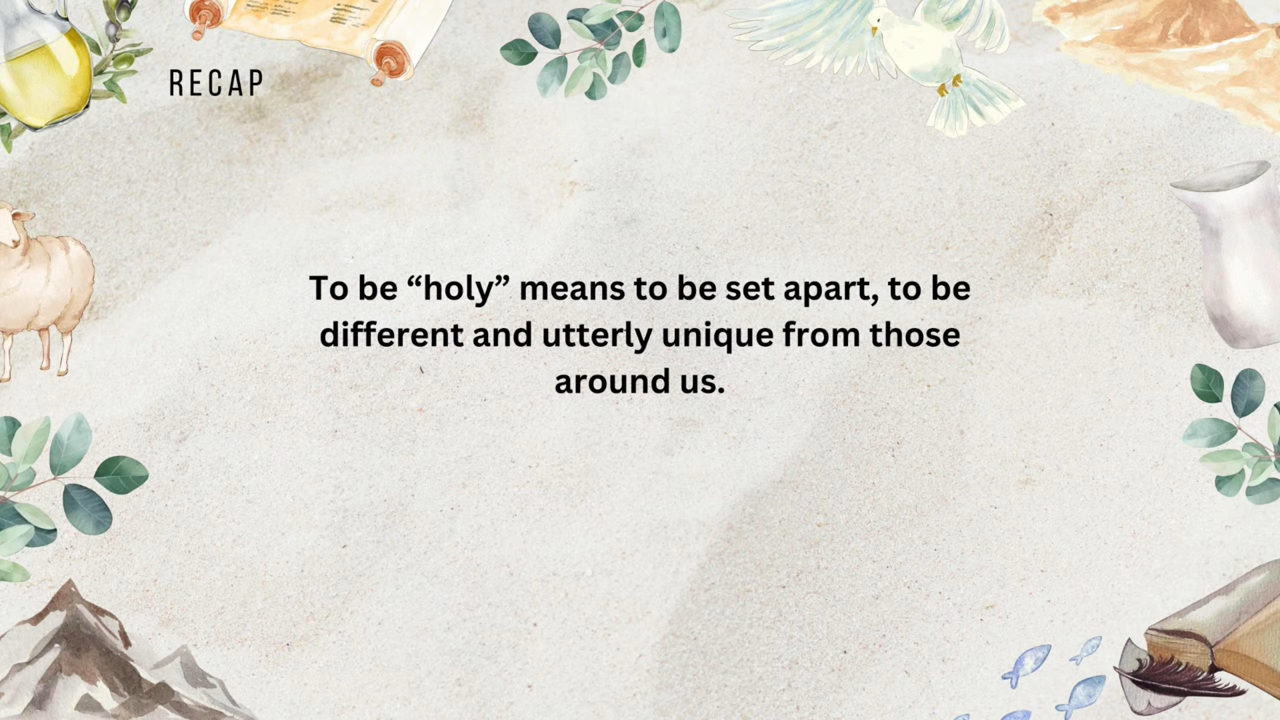 RECAP
To be “holy” means to be set apart, to be
different and utterly unique from those
around us.